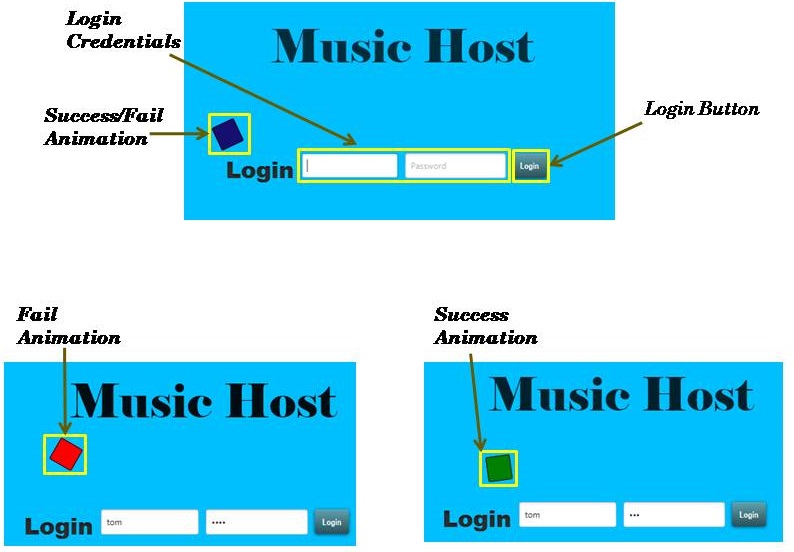 Login
Credentials
Music Host
Success/Fail
Animation
Login Button
Login
Password
Login
Fail
Animation
Success
Animation
Music Host
Login
tom
••••
Login
Music Host
Login
tom
•••
Login